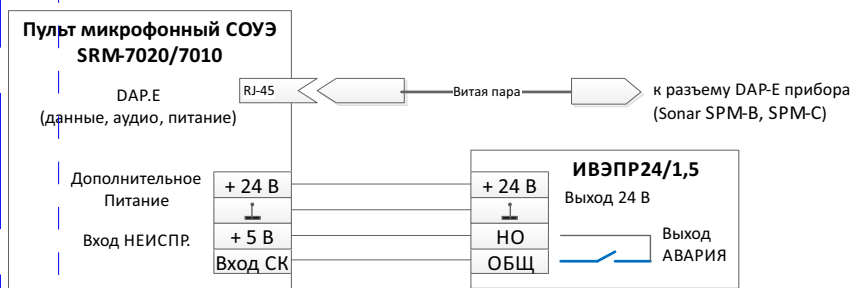 Пульт микрофонный СОУЭ
SRM-7020/7010
DAP.E
(данные, аудио, питание)
RJ-45
Витая пара
к разъему DAP-E прибора
(Sonar SPM-B, SPM-C)
Дополнительное
Питание
+ 24 В
Вход НЕИСПР.
+ 5 В
Вход СК
ИВЭПР24/1,5
+ 24 В
Выход 24 В
НО
ОБЩ
Выход
АВАРИЯ